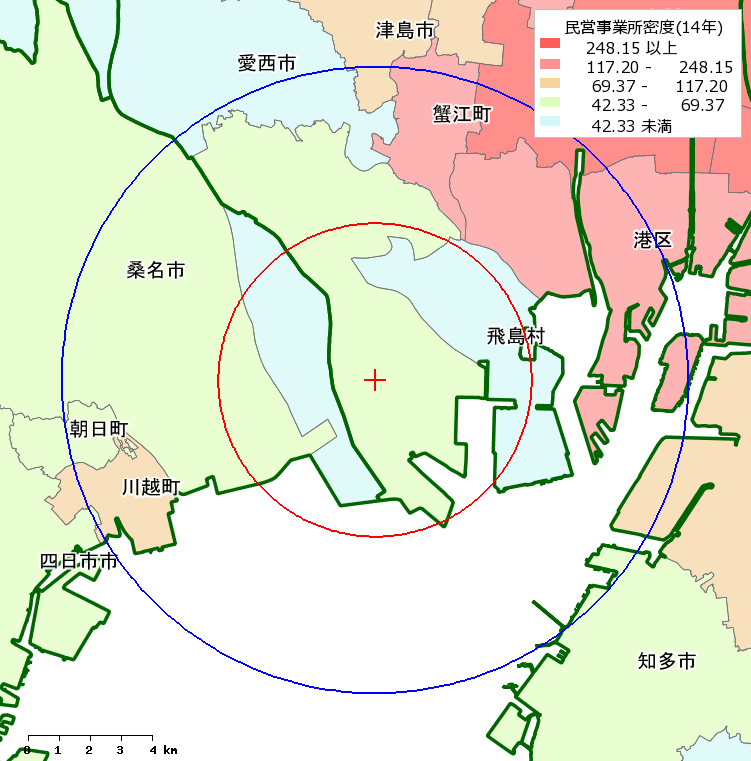 民営事業所密度(14年)
248.15 以上
117.20 - 248.15
69.37 - 117.20
42.33 - 69.37
42.33 未満
津島市
愛西市
蟹江町
港区
桑名市
飛島村
朝日町
川越町
四日市市
知多市
0 1 2 3 4 km